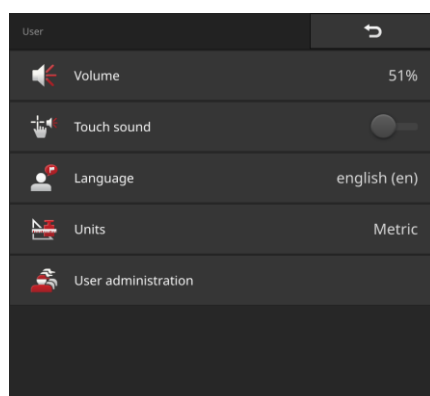 User
Volume 51%
Touch sound
Language english (en)
Units Metric
User administration